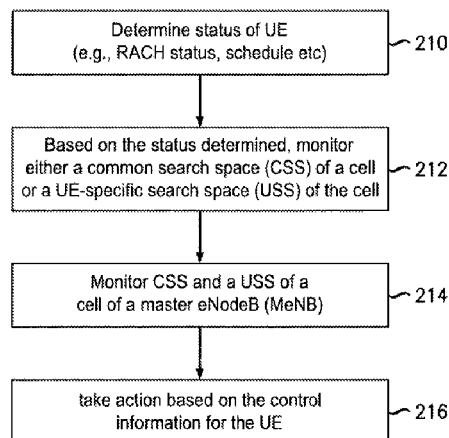 Determine status of UE
(e.g., RACH status, schedule etc)
210
Based on the status determined, monitor
either a common search space (CSS) of a cell
or a UE-specific search space (USS) of the cell
212
Monitor CSS and a USS of a
cell of a master eNodeB (MeNB)
214
take action based on the control
information for the UE
216